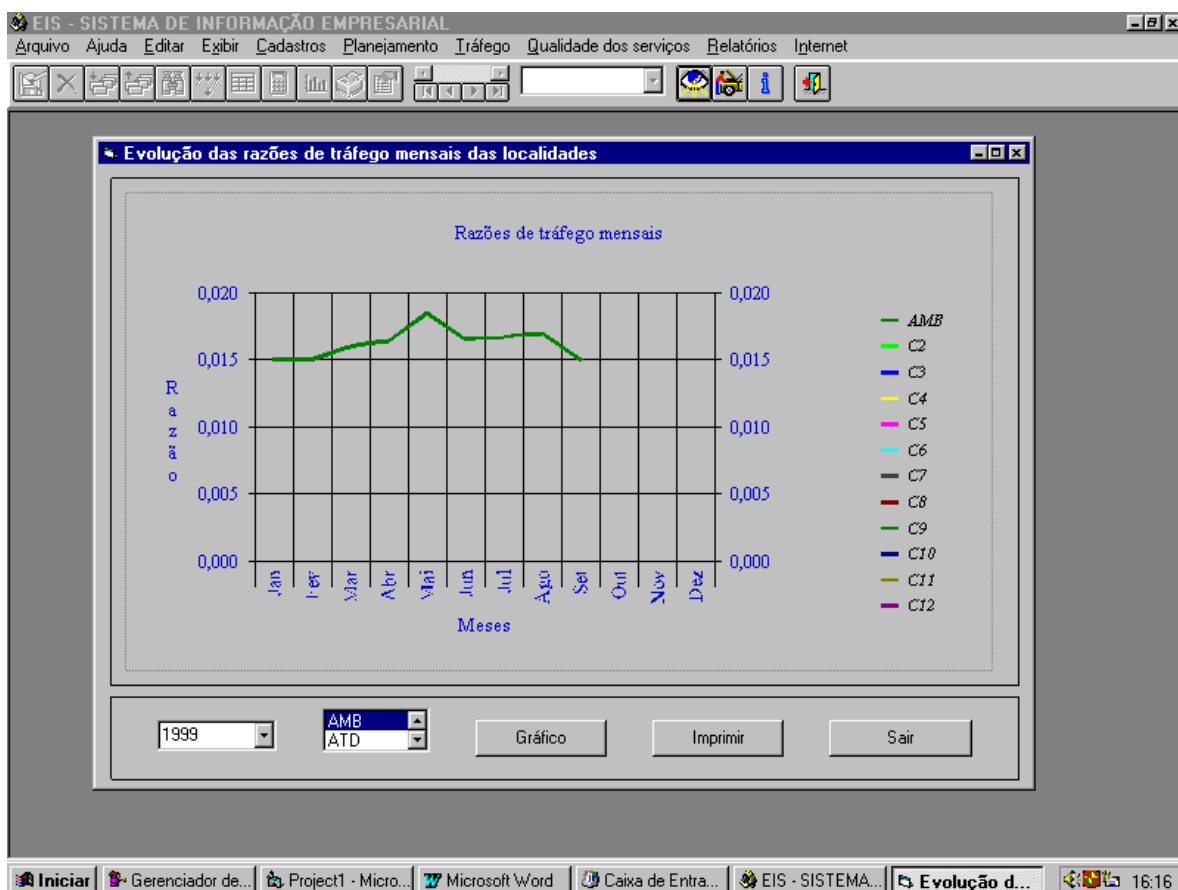 EIS - SISTEMA DE INFORMAÇÃO EMPRESARIAL
Arquivo Ajuda Editar Exibir Cadastros Planejamento Tráfego Qualidade dos serviços Relatórios Internet
Evolução das razões de tráfego mensais das localidades
Razões de tráfego mensais
0,020 0,020
0,015 0,015
0,010 0,010
0,005 0,005
0,000 0,000
Razão
Jan Fev Mar Abr Mai Jun Jul Ago Set Out Nov Dez
Meses
AMB
C2
C3
C4
C5
C6
C7
C8
C9
C10
C11
C12
1999
AMB
ATD
Gráfico Imprimir Sair
Iniciar Gerenciador de... Project1 - Micro... Microsoft Word Caixa de Entra... EIS - SISTEMA... Evolução d... 16:16